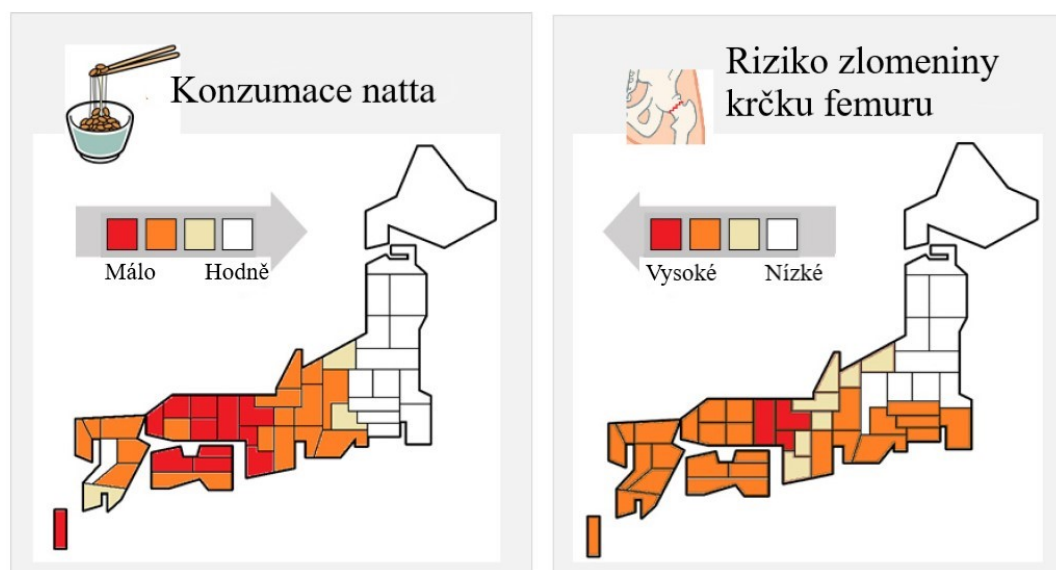 Konzumace natta
Málo Hodně
Riziko zlomeniny
krčku femuru
Vysoké Nízké